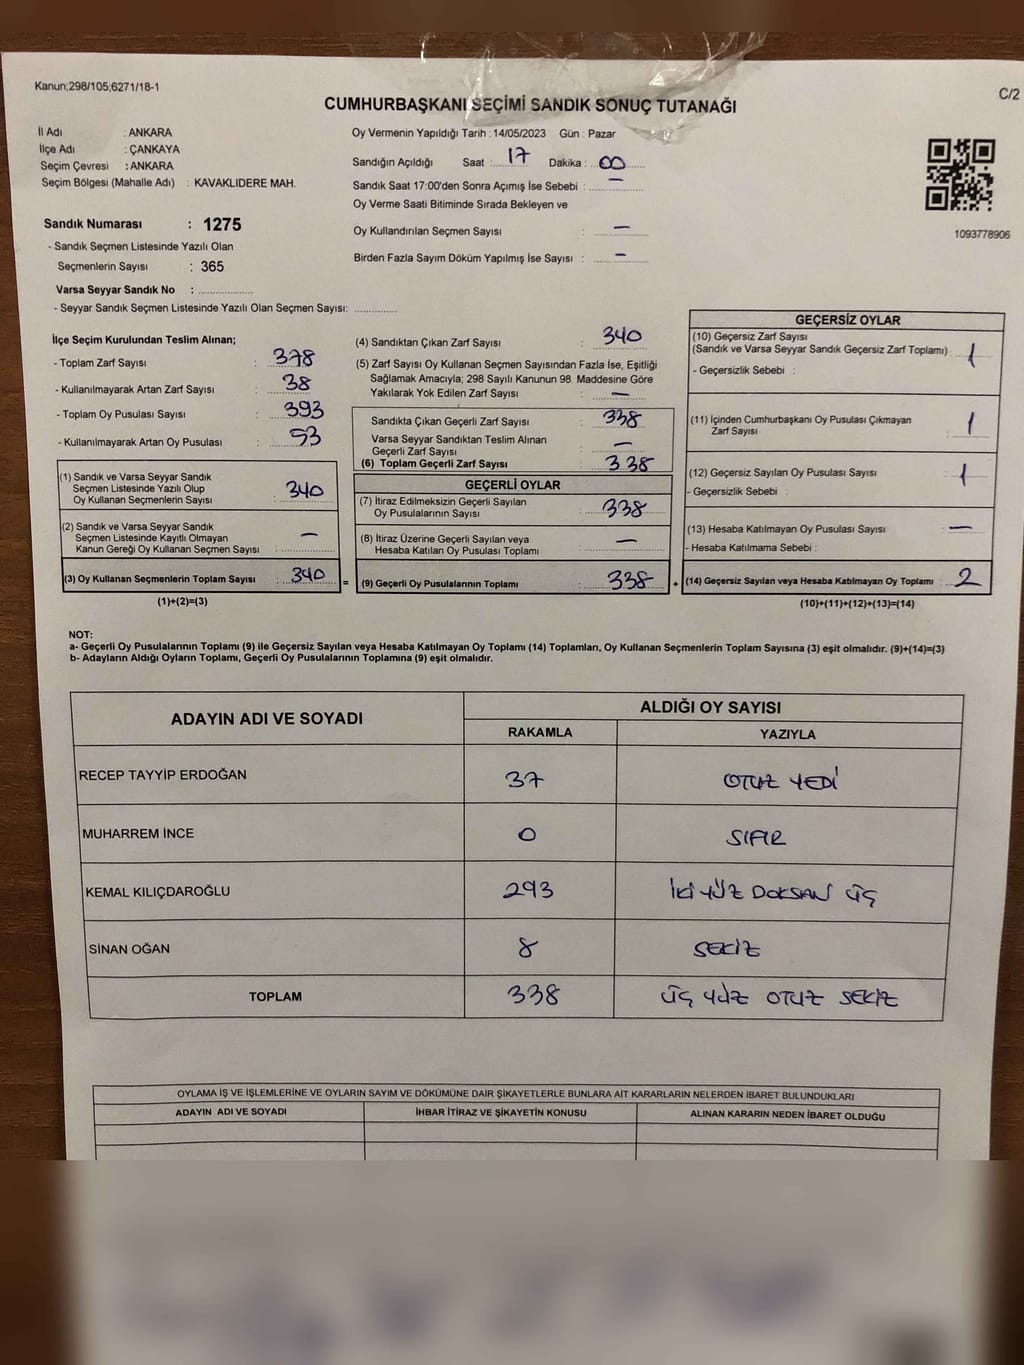 Kanun;298/105;6271/18-1
C/2
CUMHURBAŞKANI SEÇİMİ SANDIK SONUÇ TUTANAĞI
İl Adı : ANKARA
İlçe Adı : ÇANKAYA
Seçim Çevresi : ANKARA
Seçim Bölgesi (Mahalle Adı) : KAVAKLIDERE MAH.
Sandık Numarası : 1275
- Sandık Seçmen Listesinde Yazılı Olan
Seçmenlerin Sayısı : 365
Varsa Seyyar Sandık No : ................
- Seyyar Sandık Seçmen Listesinde Yazılı Olan Seçmen Sayısı: .............
Oy Vermenin Yapıldığı Tarih : 14/05/2023 Gün : Pazar
Sandığın Açıldığı Saat : 17 Dakika : 00
Sandık Saat 17:00'den Sonra Açımış İse Sebebi : —
Oy Verme Saati Bitiminde Sırada Bekleyen ve
Oy Kullandırılan Seçmen Sayısı : —
Birden Fazla Sayım Döküm Yapılmış İse Sayısı : —
1093778906
İlçe Seçim Kurulundan Teslim Alınan;
- Toplam Zarf Sayısı : 378
- Kullanılmayarak Artan Zarf Sayısı : 38
- Toplam Oy Pusulası Sayısı : 393
- Kullanılmayarak Artan Oy Pusulası : 53
(1) Sandık ve Varsa Seyyar Sandık
Seçmen Listesinde Yazılı Olup
Oy Kullanan Seçmenlerin Sayısı : 340
(2) Sandık ve Varsa Seyyar Sandık
Seçmen Listesinde Kayıtlı Olmayan
Kanun Gereği Oy Kullanan Seçmen Sayısı : —
(3) Oy Kullanan Seçmenlerin Toplam Sayısı : 340 =
(1)+(2)=(3)
(4) Sandıktan Çıkan Zarf Sayısı : 340
(5) Zarf Sayısı Oy Kullanan Seçmen Sayısından Fazla İse, Eşitliği
Sağlamak Amacıyla; 298 Sayılı Kanunun 98. Maddesine Göre
Yakılarak Yok Edilen Zarf Sayısı : —
Sandıkta Çıkan Geçerli Zarf Sayısı : 338
Varsa Seyyar Sandıktan Teslim Alınan
Geçerli Zarf Sayısı : —
(6) Toplam Geçerli Zarf Sayısı : 338
GEÇERLİ OYLAR
(7) İtiraz Edilmeksizin Geçerli Sayılan
Oy Pusulalarının Sayısı : 338
(8) İtiraz Üzerine Geçerli Sayılan veya
Hesaba Katılan Oy Pusulası Toplamı : —
(9) Geçerli Oy Pusulalarının Toplamı : 338 +
GEÇERSİZ OYLAR
(10) Geçersiz Zarf Sayısı
(Sandık ve Varsa Seyyar Sandık Geçersiz Zarf Toplamı) : 1
- Geçersizlik Sebebi :
(11) İçinden Cumhurbaşkanı Oy Pusulası Çıkmayan
Zarf Sayısı : 1
(12) Geçersiz Sayılan Oy Pusulası Sayısı : 1
- Geçersizlik Sebebi :
(13) Hesaba Katılmayan Oy Pusulası Sayısı : —
- Hesaba Katılmama Sebebi :
(14) Geçersiz Sayılan veya Hesaba Katılmayan Oy Toplamı : 2
(10)+(11)+(12)+(13)=(14)
NOT:
a- Geçerli Oy Pusulalarının Toplamı (9) ile Geçersiz Sayılan veya Hesaba Katılmayan Oy Toplamı (14) Toplamları, Oy Kullanan Seçmenlerin Toplam Sayısına (3) eşit olmalıdır. (9)+(14)=(3)
b- Adayların Aldığı Oyların Toplamı, Geçerli Oy Pusulalarının Toplamına (9) eşit olmalıdır.
ADAYIN ADI VE SOYADI ALDIĞI OY SAYISI
RAKAMLA YAZIYLA
RECEP TAYYİP ERDOĞAN 37 OTUZ YEDİ
MUHARREM İNCE 0 SIFIR
KEMAL KILIÇDAROĞLU 293 İKİ YÜZ DOKSAN ÜÇ
SİNAN OĞAN 8 SEKİZ
TOPLAM 338 ÜÇ YÜZ OTUZ SEKİZ
OYLAMA İŞ VE İŞLEMLERİNE VE OYLARIN SAYIM VE DÖKÜMÜNE DAİR ŞİKAYETLERLE BUNLARA AİT KARARLARIN NELERDEN İBARET BULUNDUKLARI
ADAYIN ADI VE SOYADI İHBAR İTİRAZ VE ŞİKAYETİN KONUSU ALINAN KARARIN NEDEN İBARET OLDUĞU